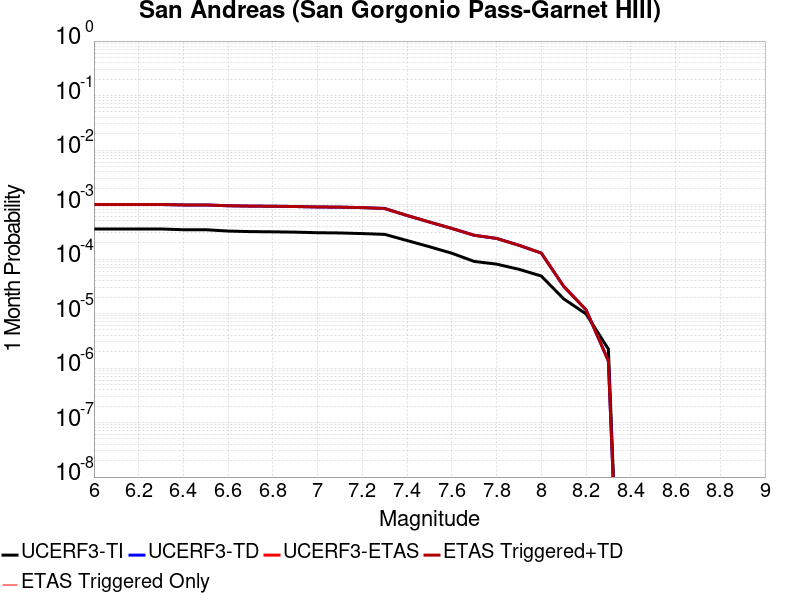 San Andreas (San Gorgonio Pass-Garnet HIll)
10^0
10^-1
10^-2
10^-3
10^-4
10^-5
10^-6
10^-7
10^-8
1 Month Probability
6 6.2 6.4 6.6 6.8 7 7.2 7.4 7.6 7.8 8 8.2 8.4 8.6 8.8 9
Magnitude
UCERF3-TI UCERF3-TD UCERF3-ETAS ETAS Triggered+TD
ETAS Triggered Only